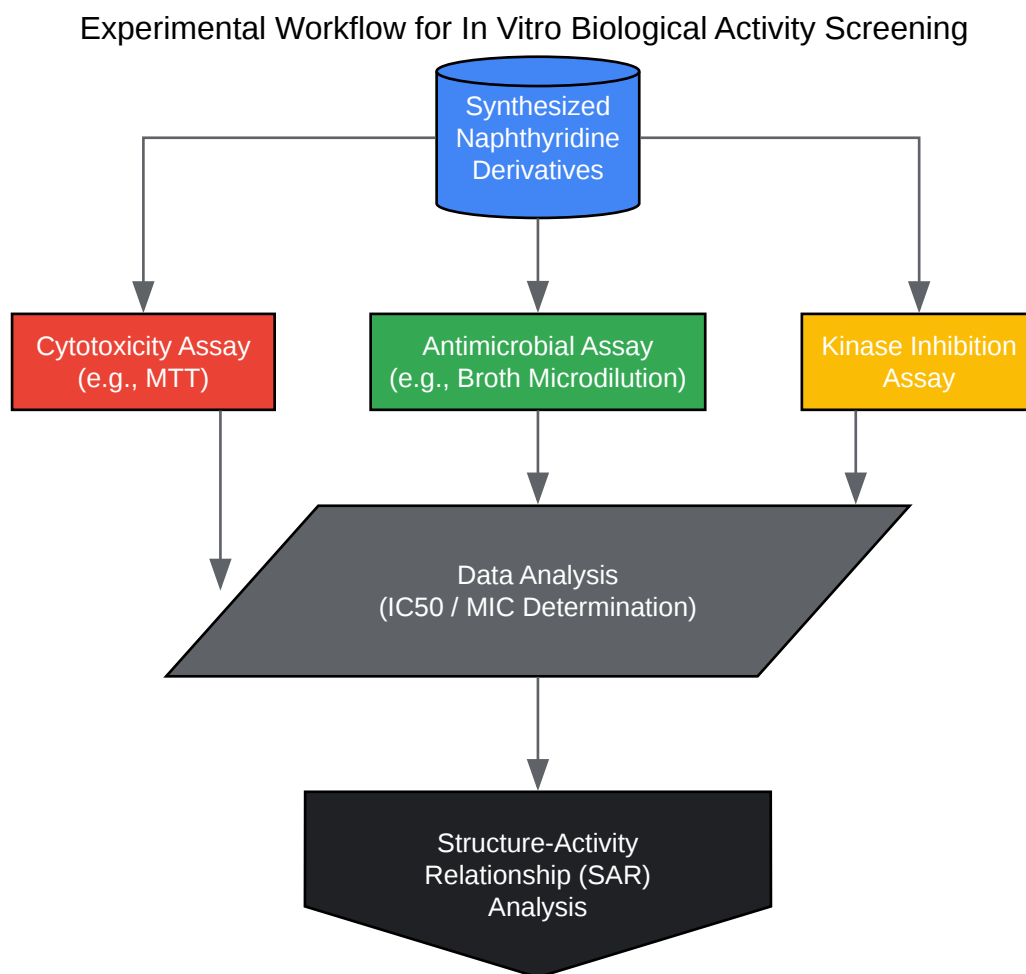 Experimental Workflow for In Vitro Biological Activity Screening
Synthesized
Naphthyridine
Derivatives
Cytotoxicity Assay
(e.g., MTT)
Antimicrobial Assay
(e.g., Broth Microdilution)
Kinase Inhibition
Assay
Data Analysis
(IC50 / MIC Determination)
Structure-Activity
Relationship (SAR)
Analysis